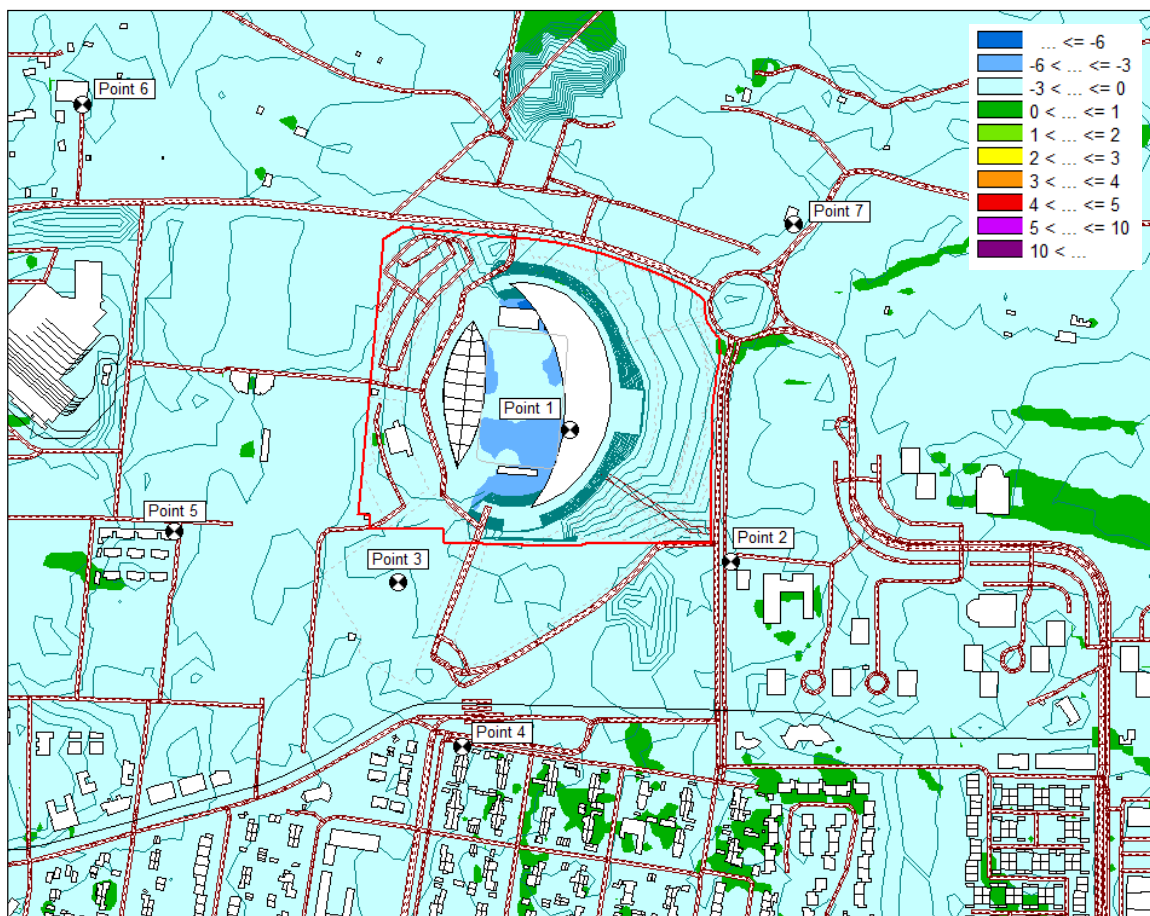 ... <= -6
-6 < ... <= -3
-3 < ... <= 0
0 < ... <= 1
1 < ... <= 2
2 < ... <= 3
3 < ... <= 4
4 < ... <= 5
5 < ... <= 10
10 < ...
Point 6
Point 7
Point 1
Point 5
Point 2
Point 3
Point 4